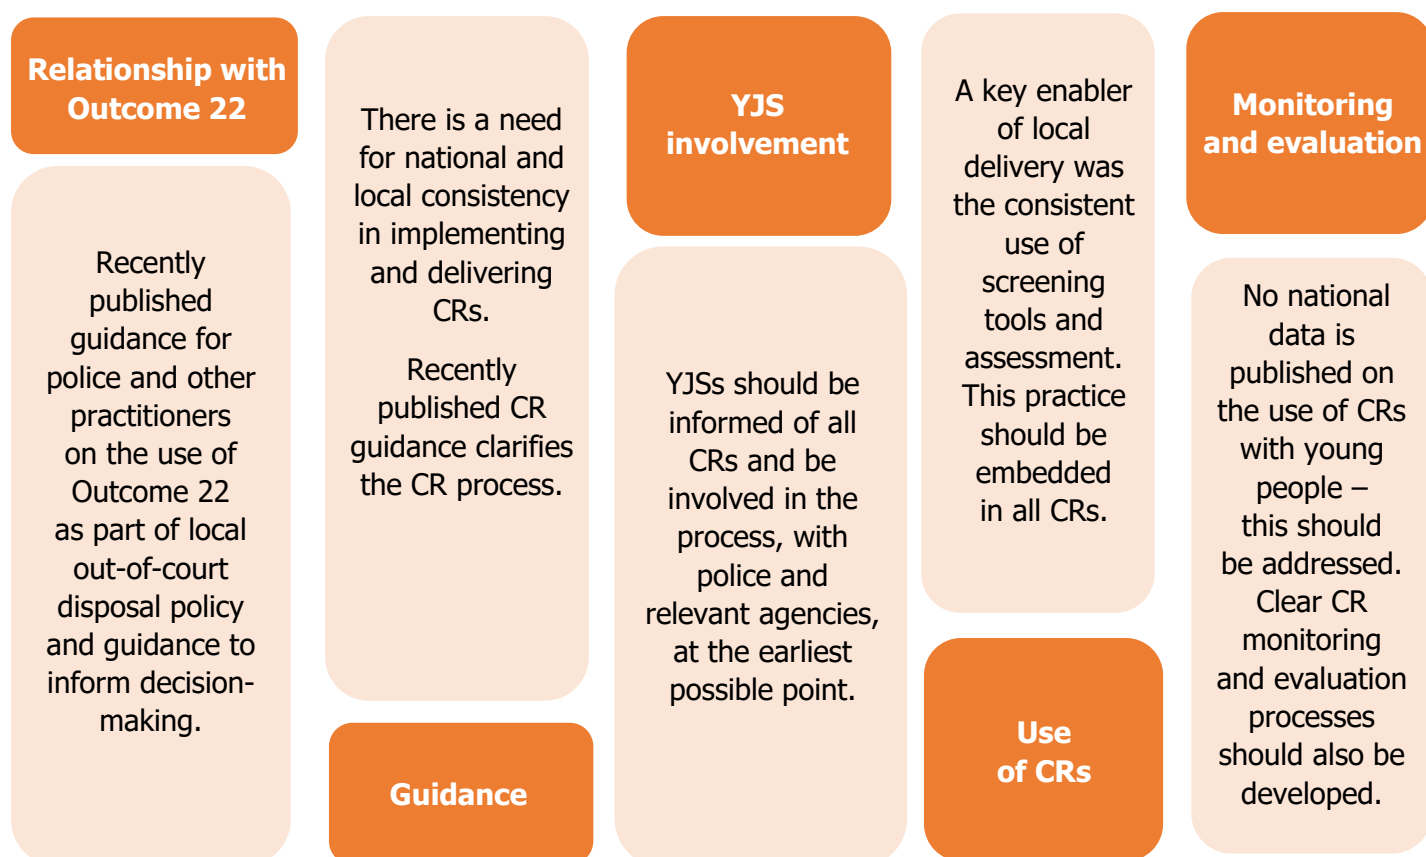 Relationship with
Outcome 22
Recently
published
guidance for
police and other
practitioners
on the use of
Outcome 22
as part of local
out-of-court
disposal policy
and guidance to
inform decision-
making.
There is a need
for national and
local consistency
in implementing
and delivering
CRs.
Recently
published CR
guidance clarifies
the CR process.
Guidance
YJS
involvement
YJSs should be
informed of all
CRs and be
involved in the
process, with
police and
relevant agencies,
at the earliest
possible point.
A key enabler
of local
delivery was
the consistent
use of
screening
tools and
assessment.
This practice
should be
embedded
in all CRs.
Use
of CRs
Monitoring
and evaluation
No national
data is
published on
the use of CRs
with young
people –
this should
be addressed.
Clear CR
monitoring
and evaluation
processes
should also be
developed.